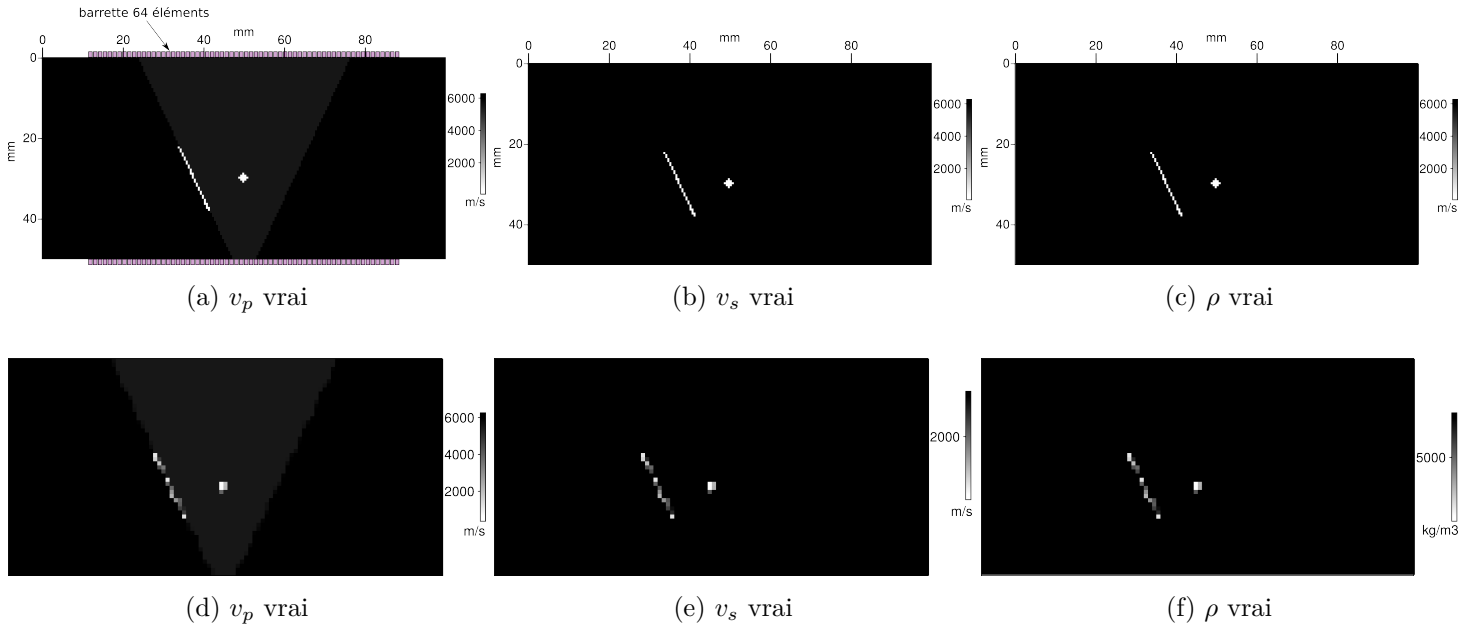 barrette 64 éléments
mm
0 20 40 60 80
0
20
40
mm
6000
4000
2000
m/s
(a) v_p vrai
mm
0 20 40 60 80
0
20
40
mm
6000
4000
2000
m/s
(b) v_s vrai
mm
0 20 40 60 80
0
20
40
mm
6000
4000
2000
m/s
(c) ρ vrai
6000
4000
2000
m/s
(d) v_p vrai
2000
m/s
(e) v_s vrai
5000
kg/m3
(f) ρ vrai